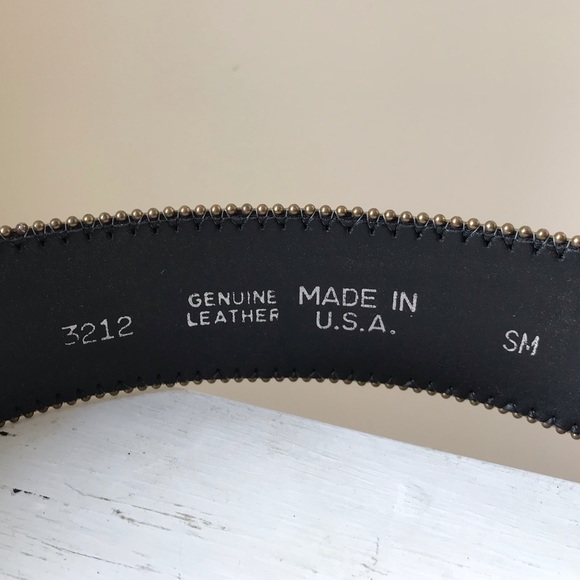 3212
GENUINE
LEATHER
MADE IN
U.S.A.
SM